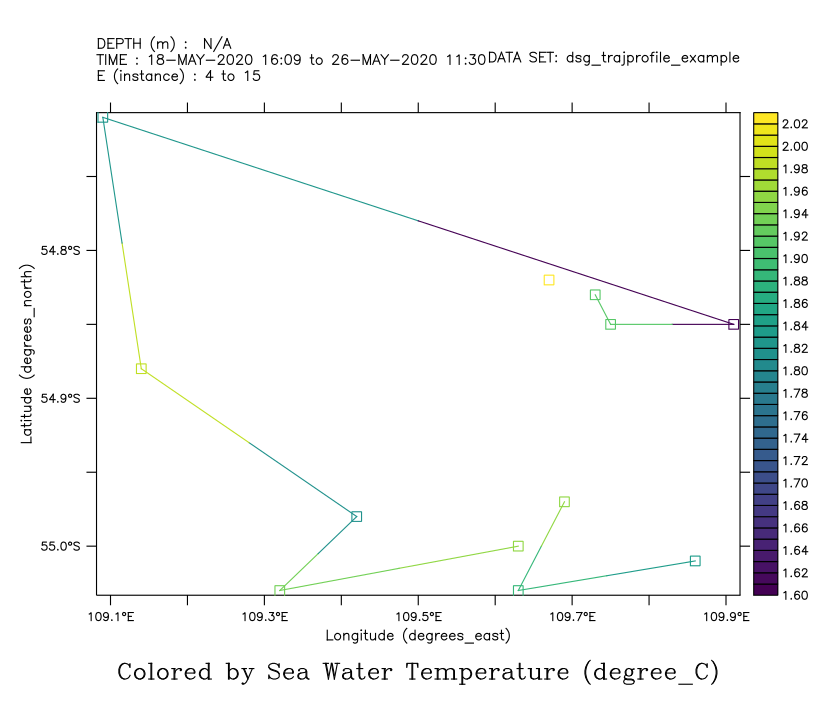 DEPTH (m) : N/A
TIME : 18-MAY-2020 16:09 to 26-MAY-2020 11:30 DATA SET: dsg_trajprofile_example
E (instance) : 4 to 15
2.02
2.00
1.98
1.96
1.94
1.92
1.90
1.88
1.86
1.84
1.82
1.80
1.78
1.76
1.74
1.72
1.70
1.68
1.66
1.64
1.62
1.60
54.8°S
54.9°S
55.0°S
Latitude (degrees_north)
109.1°E 109.3°E 109.5°E 109.7°E 109.9°E
Longitude (degrees_east)
Colored by Sea Water Temperature (degree_C)